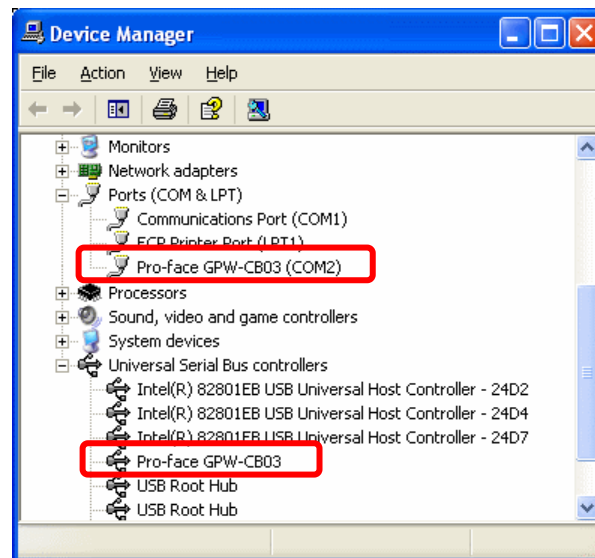 Device Manager
File Action View Help
Monitors
Network adapters
Ports (COM & LPT)
Communications Port (COM1)
ECP Printer Port (LPT1)
Pro-face GPW-CB03 (COM2)
Processors
Sound, video and game controllers
System devices
Universal Serial Bus controllers
Intel(R) 82801EB USB Universal Host Controller - 24D2
Intel(R) 82801EB USB Universal Host Controller - 24D4
Intel(R) 82801EB USB Universal Host Controller - 24D7
Pro-face GPW-CB03
USB Root Hub
USB Root Hub